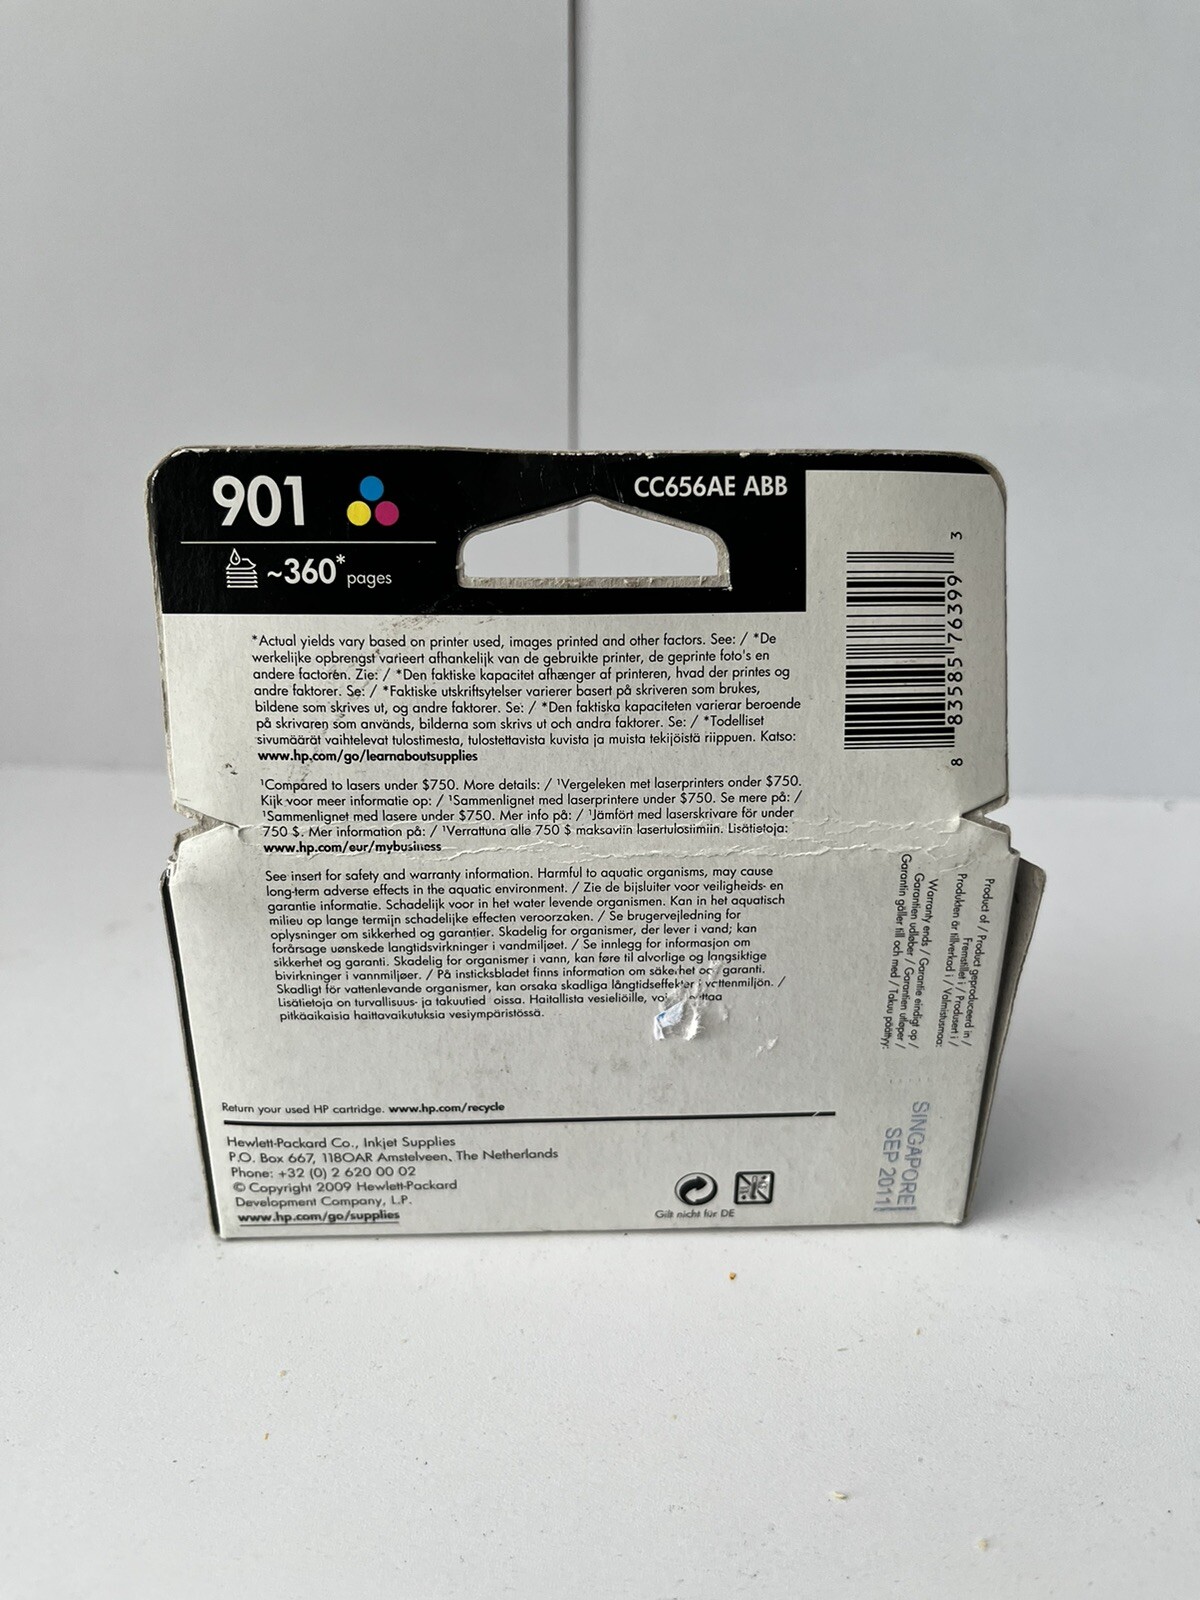 901
CC656AE ABB
~360* pages
*Actual yields vary based on printer used, images printed and other factors. See: / *De
werkelijke opbrengst varieert afhankelijk van de gebruikte printer, de geprinte foto's en
andere factoren. Zie: / *Den faktiske kapacitet afhænger af printeren, hvad der printes og
andre faktorer. Se: / *Faktiske utskriftsytelser varierer basert på skriveren som brukes,
bildene som skrives ut, og andre faktorer. Se: / *Den faktiska kapaciteten varierar beroende
på skrivaren som används, bilderna som skrivs ut och andra faktorer. Se: / *Todelliset
sivumäärät vaihtelevat tulostimesta, tulostettavista kuvista ja muista tekijöistä riippuen. Katso:
www.hp.com/go/learnaboutsupplies
¹Compared to lasers under $750. More details: / ¹Vergeleken met laserprinters onder $750.
Kijk voor meer informatie op: / ¹Sammenlignet med laserprintere under $750. Se mere på: /
¹Sammenlignet med lasere under $750. Mer info på: / ¹Jämfört med laserskrivare för under
750 $. Mer information på: / ¹Verrattuna alle 750 $ maksaviin lasertulostimiin. Lisätietoja:
www.hp.com/eur/mybusiness
See insert for safety and warranty information. Harmful to aquatic organisms, may cause
long-term adverse effects in the aquatic environment. / Zie de bijsluiter voor veiligheids- en
garantie informatie. Schadelijk voor in het water levende organismen. Kan in het aquatisch
milieu op lange termijn schadelijke effecten veroorzaken. / Se brugervejledning for
oplysninger om sikkerhed og garantier. Skadelig for organismer, der lever i vand; kan
forårsage uønskede langtidsvirkninger i vandmiljøet. / Se innlegg for informasjon om
sikkerhet og garanti. Skadelig for organismer i vann, kan føre til alvorlige og langsiktige
bivirkninger i vannmiljøer. / På insticksbladet finns information om säkerhet och garanti.
Skadligt för vattenlevande organismer, kan orsaka skadliga långtidseffekter i vattenmiljön. /
Lisätietoja on turvallisuus- ja takuutied oissa. Haitallista vesieliöille, voi ttaa
pitkäaikaisia haittavaikutuksia vesiympäristössä.
Return your used HP cartridge. www.hp.com/recycle
Hewlett-Packard Co., Inkjet Supplies
P.O. Box 667, 118OAR Amstelveen, The Netherlands
Phone: +32 (0) 2 620 00 02
© Copyright 2009 Hewlett-Packard
Development Company, L.P.
www.hp.com/go/supplies
Gilt nicht für DE
8 83585 76399 3
Product of / Product geproduceerd in /
Fremstillet i / Produsert i /
Produkten är tillverkad i / Valmistusmaa:
Warranty ends / Garantie eindigt op /
Garantien udløber / Garantien utløper /
Garantin gäller till och med / Takuu päättyy:
SINGAPORE
SEP 2011